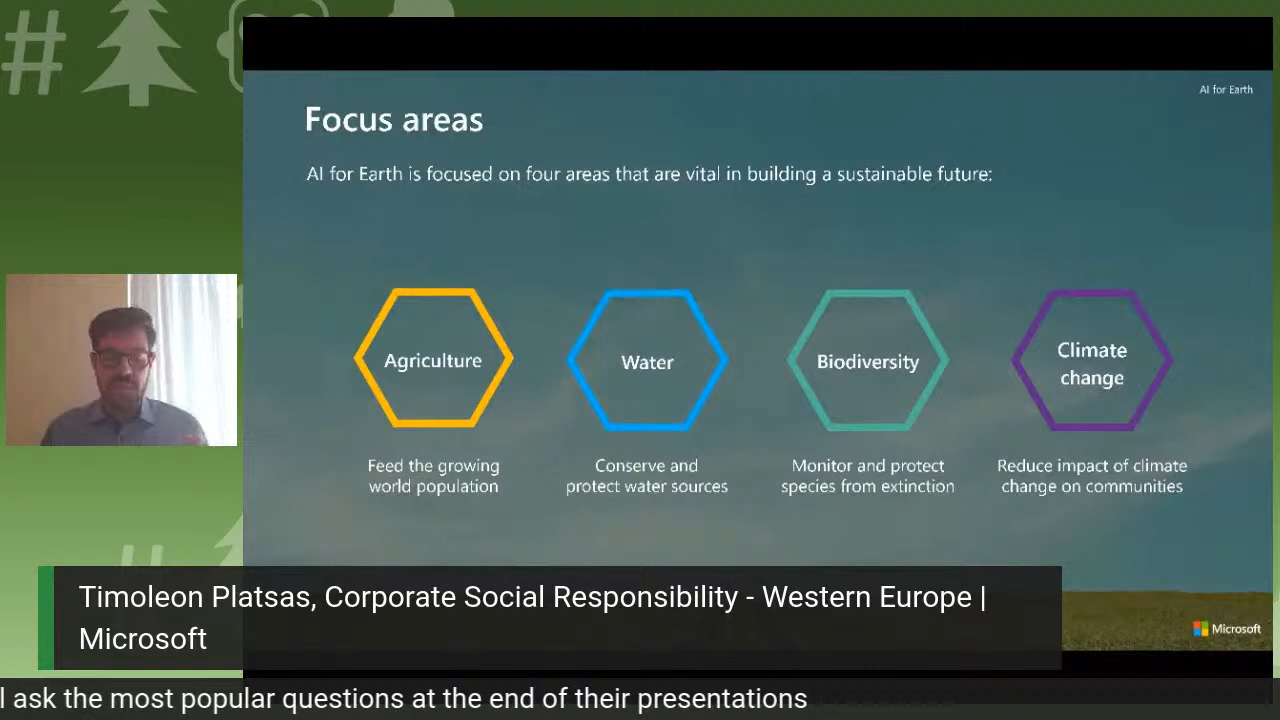 #
AI for Earth
Focus areas
AI for Earth is focused on four areas that are vital in building a sustainable future:
Agriculture
Feed the growing
world population
Water
Conserve and
protect water sources
Biodiversity
Monitor and protect
species from extinction
Climate
change
Reduce impact of climate
change on communities
Microsoft
Timoleon Platsas, Corporate Social Responsibility - Western Europe |
Microsoft
l ask the most popular questions at the end of their presentations